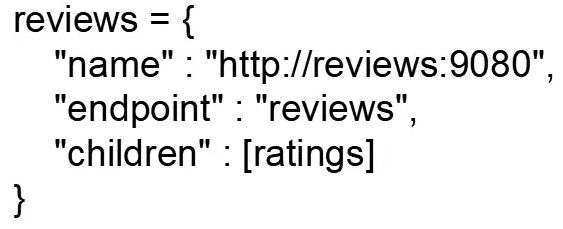 reviews = {
    "name" : "http://reviews:9080",
    "endpoint" : "reviews",
    "children" : [ratings]
}